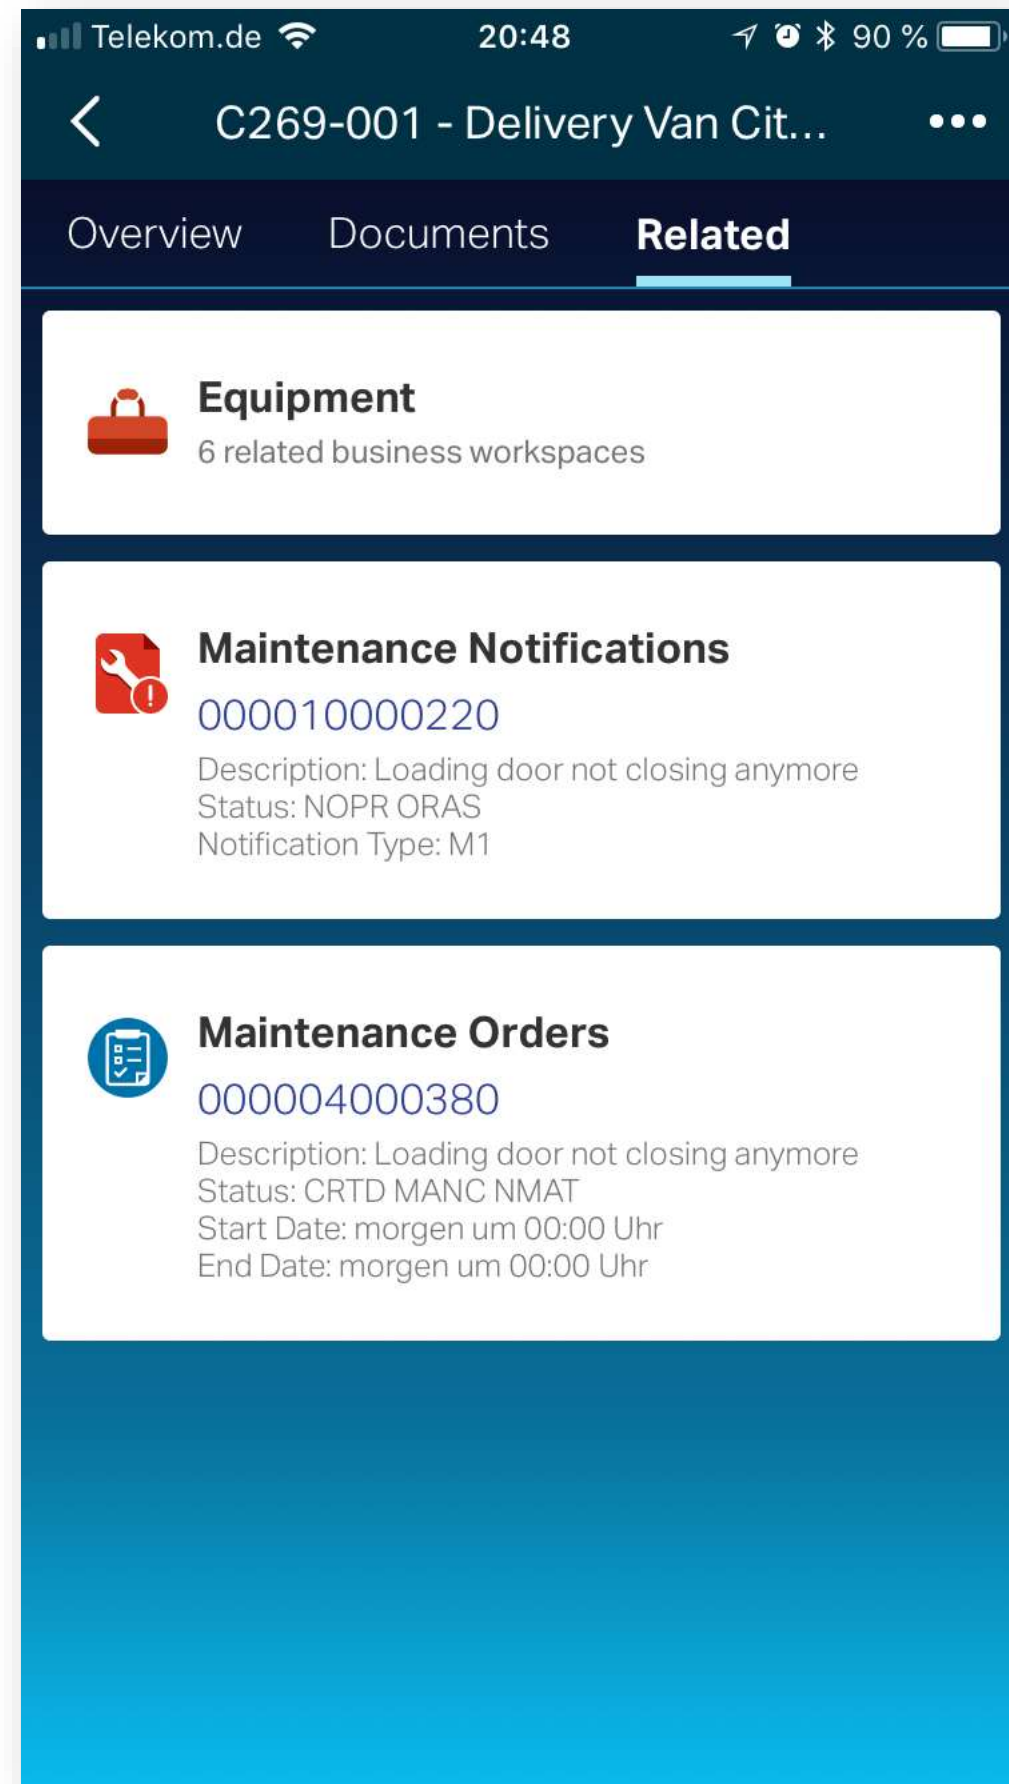 Telekom.de 20:48 90 %
C269-001 - Delivery Van Cit...
Overview Documents Related
Equipment
6 related business workspaces
Maintenance Notifications
000010000220
Description: Loading door not closing anymore
Status: NOPR ORAS
Notification Type: M1
Maintenance Orders
000004000380
Description: Loading door not closing anymore
Status: CRTD MANC NMAT
Start Date: morgen um 00:00 Uhr
End Date: morgen um 00:00 Uhr